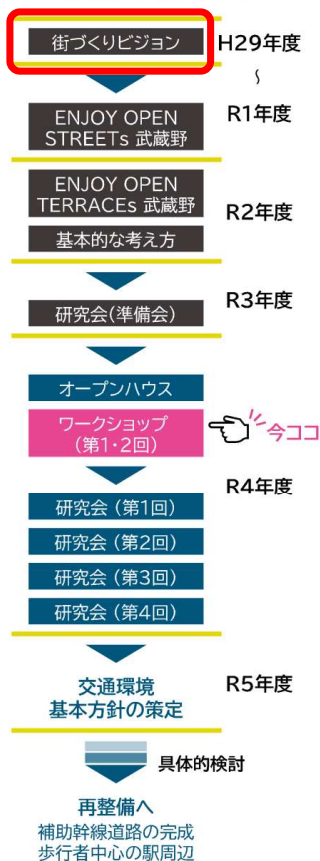 街づくりビジョン
H29年度
～
ENJOY OPEN
STREETs 武蔵野
R1年度
ENJOY OPEN
TERRACEs 武蔵野
基本的な考え方
R2年度
研究会(準備会)
R3年度
オープンハウス
ワークショップ
(第1・2回)
今ココ
R4年度
研究会 (第1回)
研究会 (第2回)
研究会 (第3回)
研究会 (第4回)
交通環境
基本方針の策定
R5年度
具体的検討
再整備へ
補助幹線道路の完成
歩行者中心の駅周辺